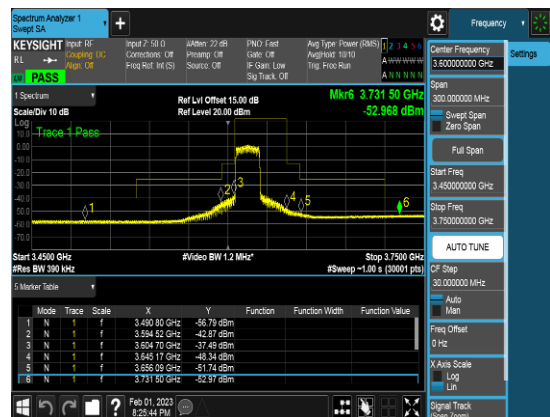 Spectrum Analyzer 1
Swept SA
+
Frequency
KEYSIGHT
RL
PASS
Input: RF
Coupling: DC
Align: Off
Input Z: 50 Ω
Corrections: Off
Freq Ref: Int (S)
#Atten: 22 dB
Preamp: Off
Source: Off
PNO: Fast
Gate: Off
IF Gain: Low
Sig Track: Off
Avg Type: Power (RMS)
Avg|Hold: 10/10
Trig: Free Run
1 2 3 4 5 6
A WWWWW
A N N N N N
1 Spectrum
Scale/Div 10 dB
Ref Lvl Offset 15.00 dB
Ref Level 20.00 dBm
Mkr6 3.731 50 GHz
-52.968 dBm
Log
Trace 1 Pass
10.0
0.00
-10.0
-20.0
-30.0
-40.0
-50.0
-60.0
-70.0
1
2
3
4
5
6
Start 3.4500 GHz
#Res BW 390 kHz
#Video BW 1.2 MHz*
Stop 3.7500 GHz
#Sweep ~1.00 s (30001 pts)
5 Marker Table
Mode Trace Scale X Y Function Function Width Function Value
1 N 1 f 3.490 80 GHz -56.79 dBm
2 N 1 f 3.594 52 GHz -42.87 dBm
3 N 1 f 3.604 70 GHz -37.49 dBm
4 N 1 f 3.645 17 GHz -48.34 dBm
5 N 1 f 3.656 09 GHz -51.74 dBm
6 N 1 f 3.731 50 GHz -52.97 dBm
?
Feb 01, 2023
8:25:44 PM
Center Frequency
3.600000000 GHz
Settings
Span
300.000000 MHz
Swept Span
Zero Span
Full Span
Start Freq
3.450000000 GHz
Stop Freq
3.750000000 GHz
AUTO TUNE
CF Step
30.000000 MHz
Auto
Man
Freq Offset
0 Hz
X Axis Scale
Log
Lin
Signal Track
(Span Zoom)